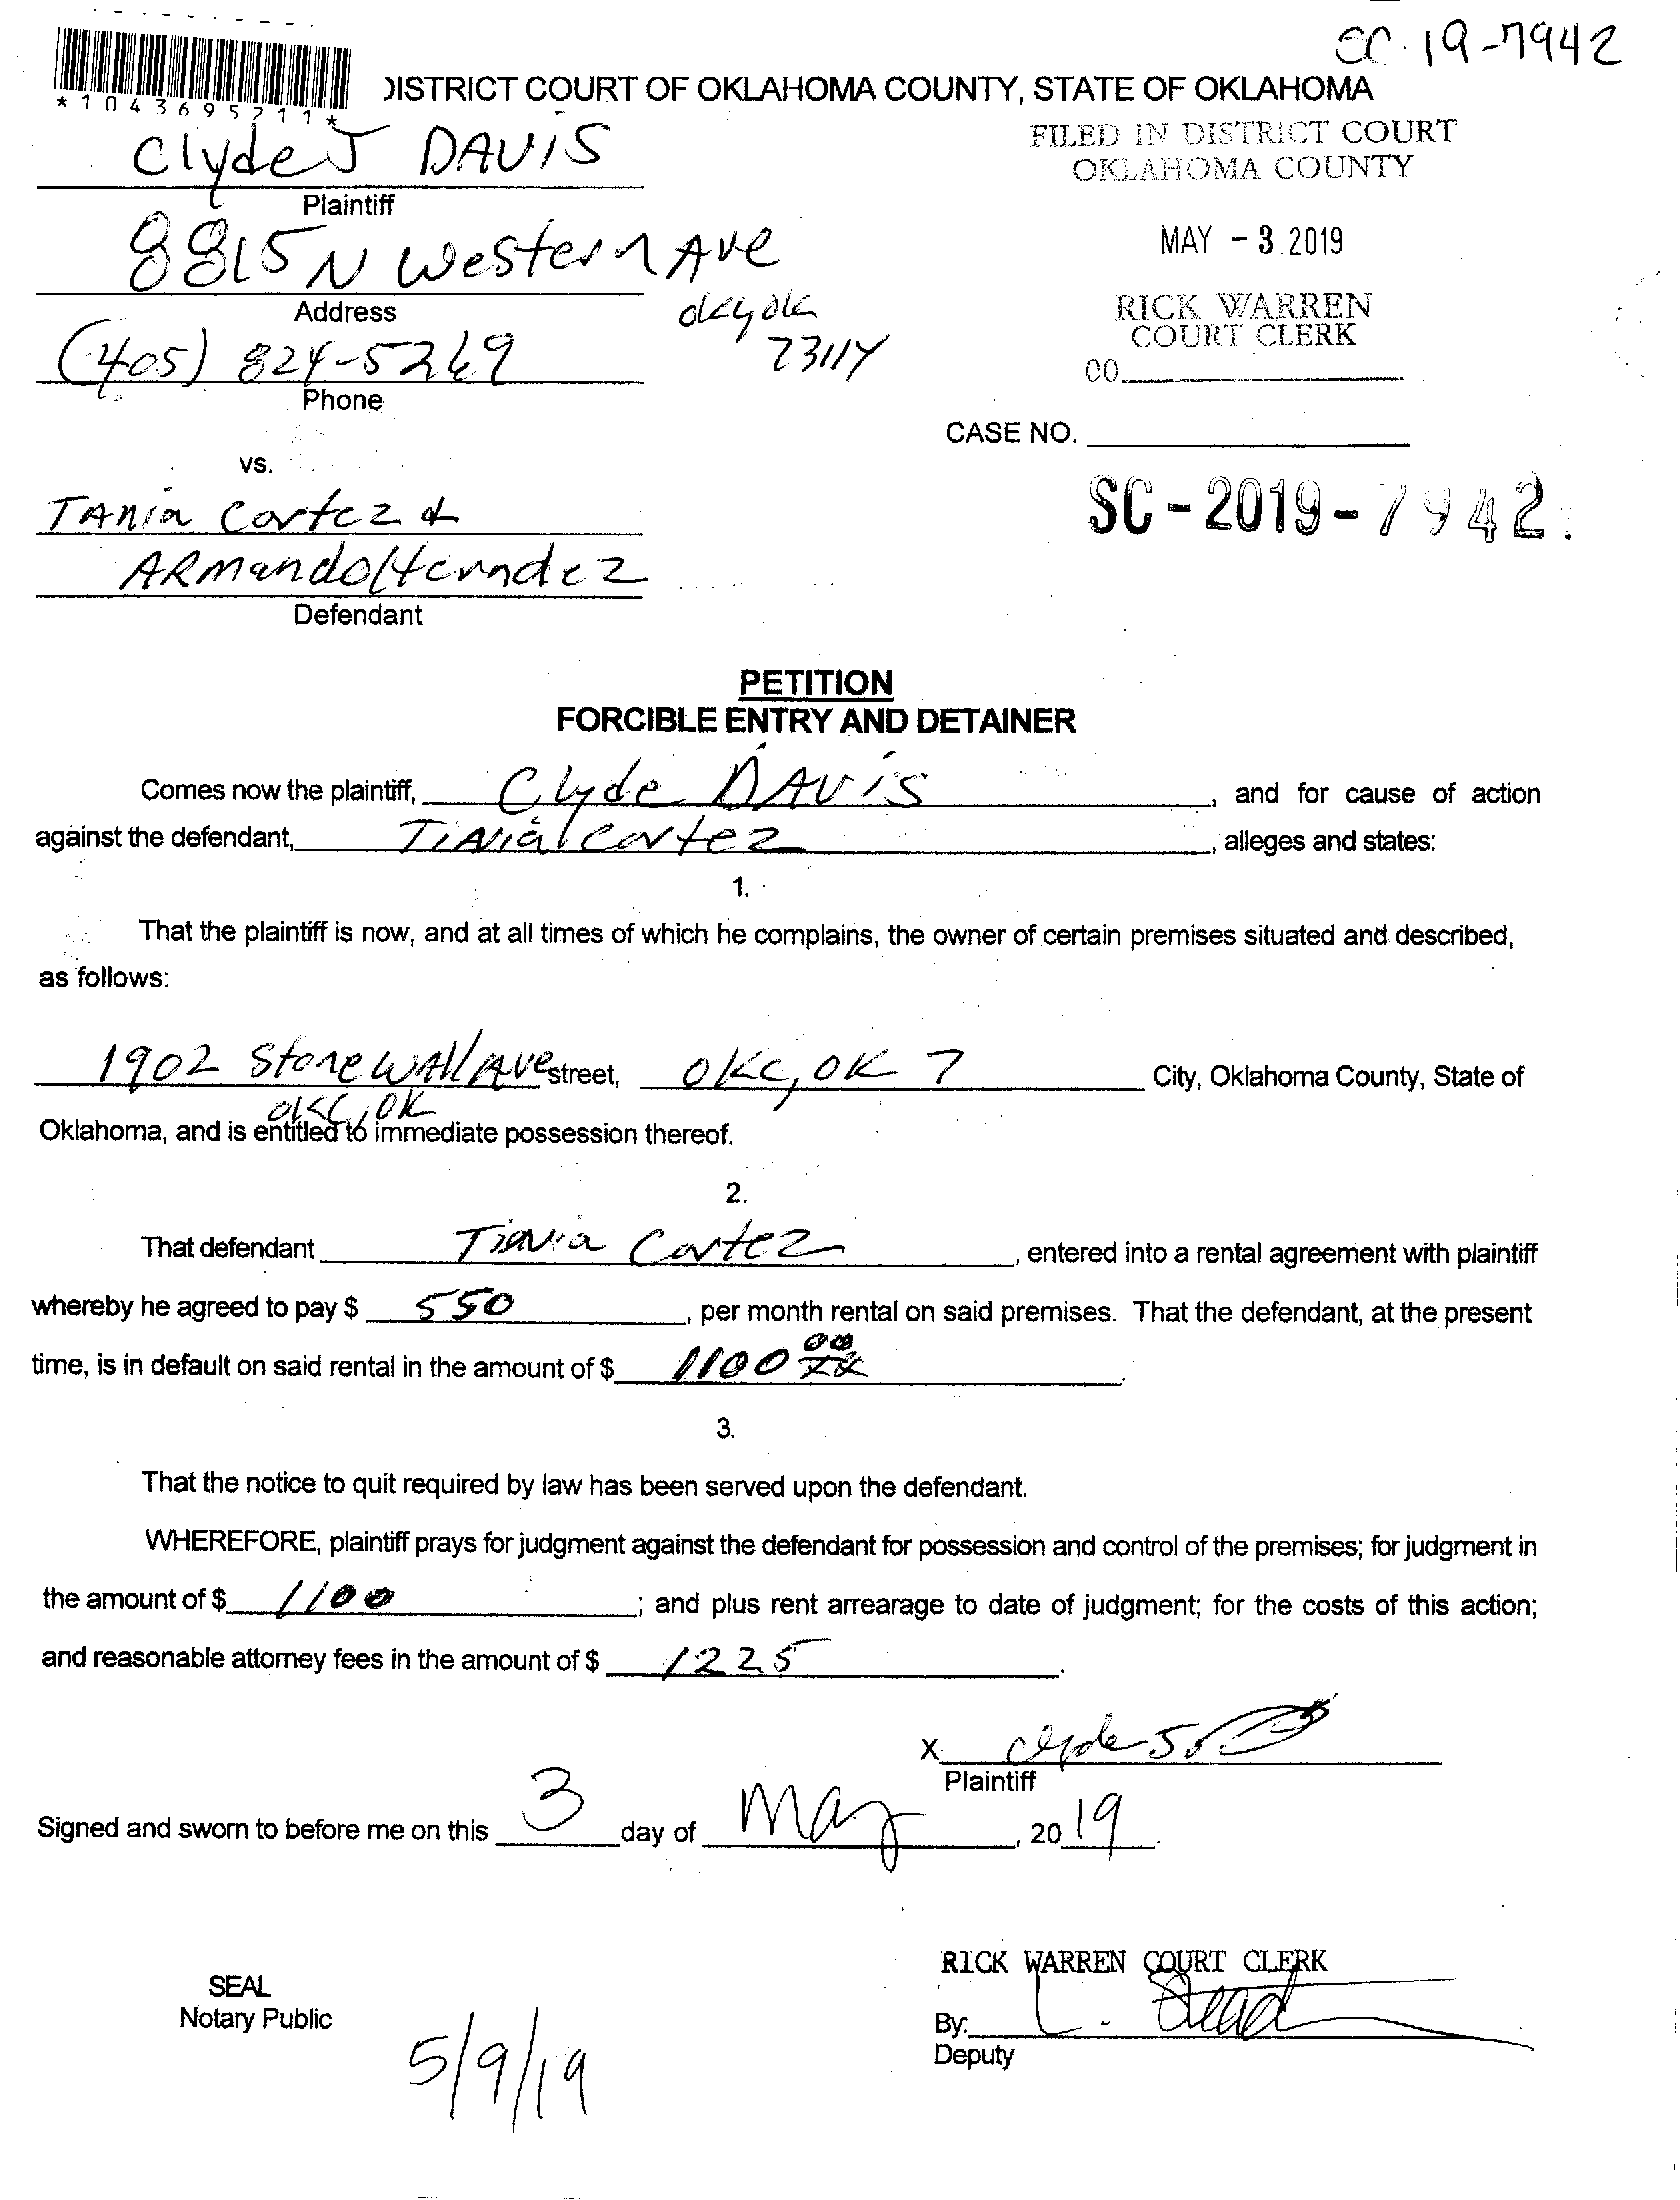 SC-19-7942
*1043695211*
DISTRICT COURT OF OKLAHOMA COUNTY, STATE OF OKLAHOMA
Clyde J DAVIS
FILED IN DISTRICT COURT
OKLAHOMA COUNTY
Plaintiff
8815 N Western Ave
MAY - 3 2019
Address
okc, ok
RICK WARREN
COURT CLERK
(405) 824-5269
73114
Phone
CASE NO.
vs.
TANIA Cortez &
SC-2019-7942
ARmando Herndez
Defendant
PETITION
FORCIBLE ENTRY AND DETAINER
Comes now the plaintiff, Clyde DAVIS, and for cause of action
against the defendant, TiANia Cortez, alleges and states:
1.
That the plaintiff is now, and at all times of which he complains, the owner of certain premises situated and described,
as follows:
1902 StoneWAll AVe street, OKC, OK 7 City, Oklahoma County, State of
OKC, OK
Oklahoma, and is entitled to immediate possession thereof.
2.
That defendant Tiania Cortez, entered into a rental agreement with plaintiff
whereby he agreed to pay $ 550, per month rental on said premises. That the defendant, at the present
time, is in default on said rental in the amount of $ 1100 00/xx.
3.
That the notice to quit required by law has been served upon the defendant.
WHEREFORE, plaintiff prays for judgment against the defendant for possession and control of the premises; for judgment in
the amount of $ 1100; and plus rent arrearage to date of judgment; for the costs of this action;
and reasonable attorney fees in the amount of $ 1225.
X Clyde
Plaintiff
Signed and sworn to before me on this 3 day of May, 2019.
RICK WARREN COURT CLERK
SEAL
Notary Public
By:
Deputy
5/9/19